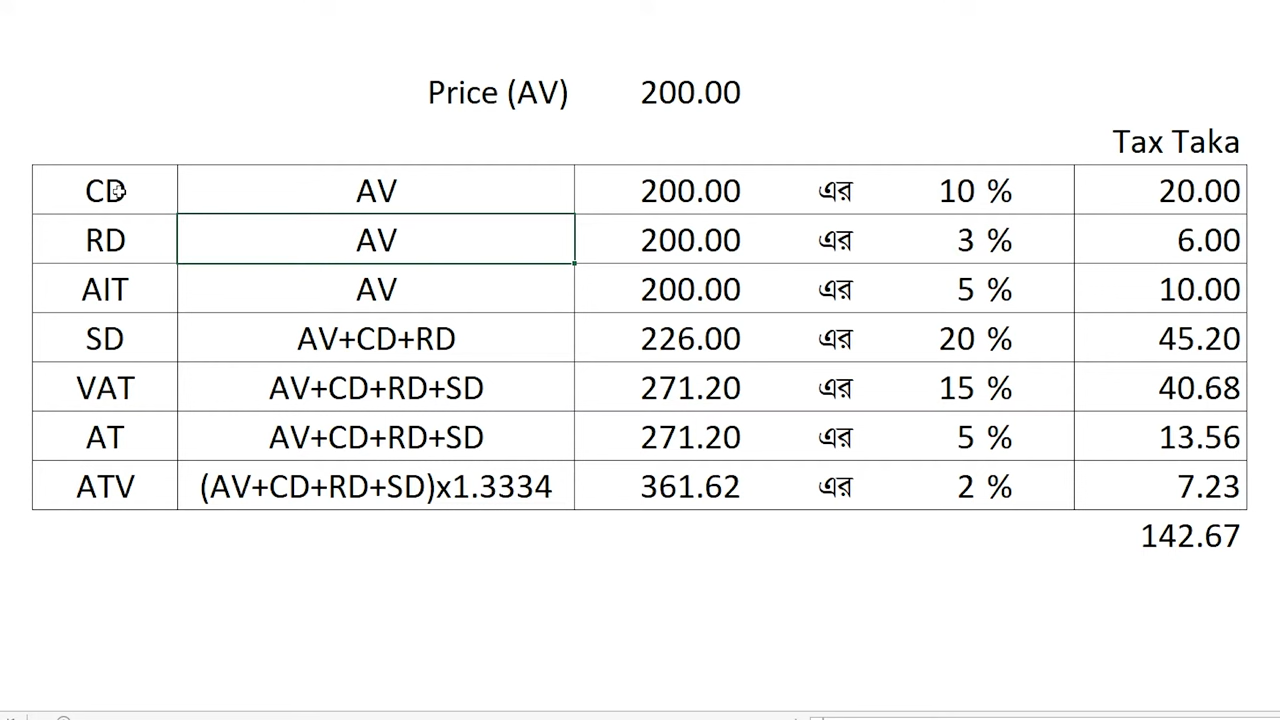 Price (AV) 200.00
Tax Taka
CD AV 200.00 এর 10 % 20.00
RD AV 200.00 এর 3 % 6.00
AIT AV 200.00 এর 5 % 10.00
SD AV+CD+RD 226.00 এর 20 % 45.20
VAT AV+CD+RD+SD 271.20 এর 15 % 40.68
AT AV+CD+RD+SD 271.20 এর 5 % 13.56
ATV (AV+CD+RD+SD)x1.3334 361.62 এর 2 % 7.23
142.67